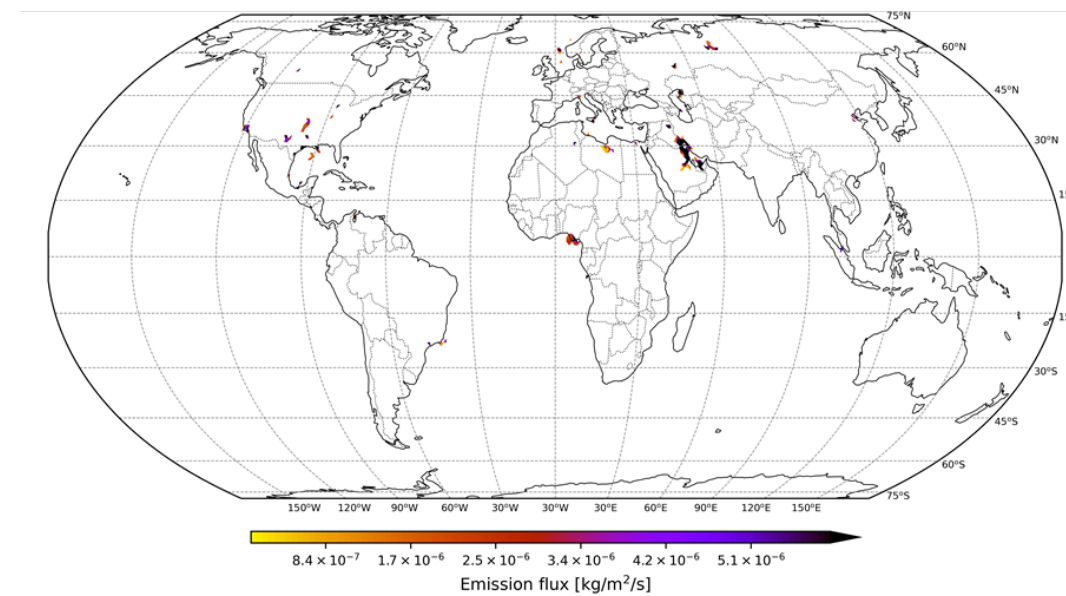 75°N
60°N
45°N
30°N
15
15
30°S
45°S
60°S
75°S
150°W 120°W 90°W 60°W 30°W 30°W 30°E 60°E 90°E 120°E 150°E
8.4 × 10⁻⁷ 1.7 × 10⁻⁶ 2.5 × 10⁻⁶ 3.4 × 10⁻⁶ 4.2 × 10⁻⁶ 5.1 × 10⁻⁶
Emission flux [kg/m²/s]